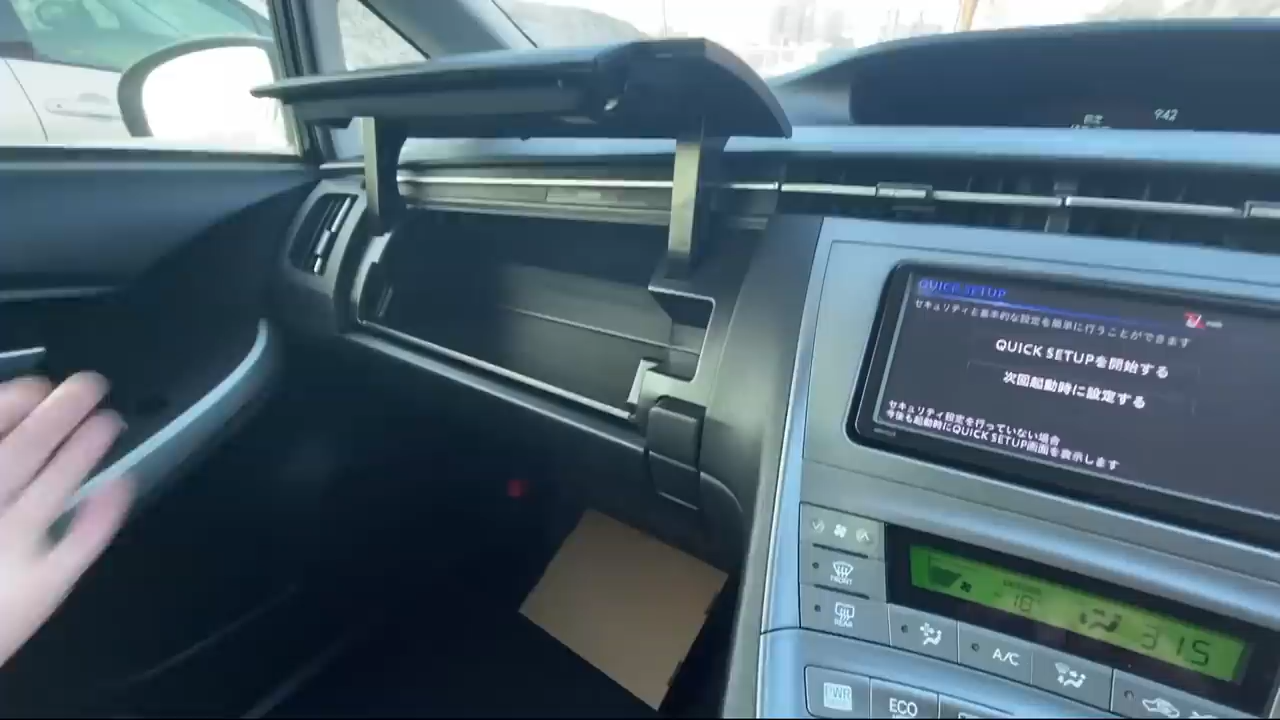 942
QUICK SETUP
セキュリティと基本的な設定を簡単に行うことができます
QUICK SETUPを開始する
次回起動時に設定する
セキュリティ設定を行っていない場合
今後も起動時にQUICK SETUP画面を表示します
FRONT
-16
315
REAR
A/C
PWR
ECO